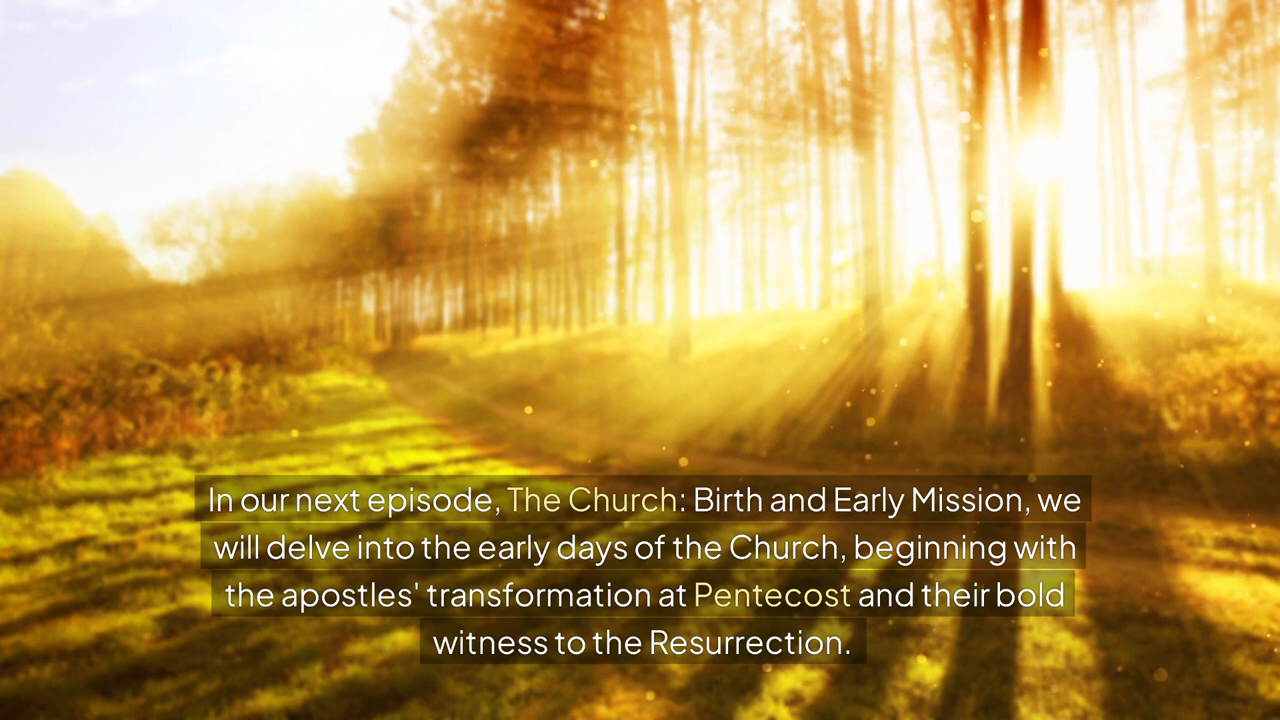 In our next episode, The Church: Birth and Early Mission, we
will delve into the early days of the Church, beginning with
the apostles' transformation at Pentecost and their bold
witness to the Resurrection.